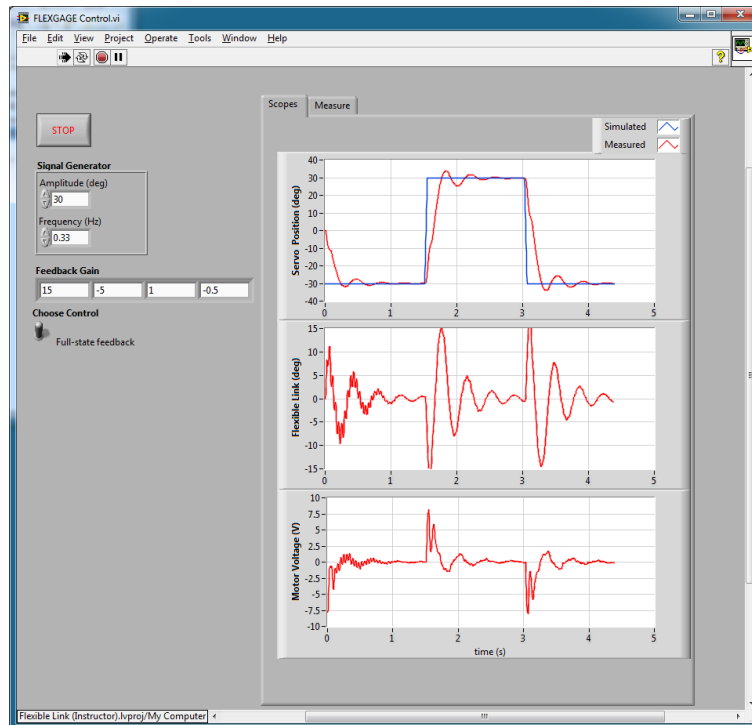 FLEXGAGE Control.vi
File Edit View Project Operate Tools Window Help
?
STOP
Signal Generator
Amplitude (deg)
30
Frequency (Hz)
0.33
Feedback Gain
15 -5 1 -0.5
Choose Control
Full-state feedback
Scopes Measure
Simulated
Measured
Servo Position (deg)
40
30
20
10
0
-10
-20
-30
-40
0 1 2 3 4 5
Flexible Link (deg)
15
10
5
0
-5
-10
-15
0 1 2 3 4 5
Motor Voltage (V)
10
7.5
5
2.5
0
-2.5
-5
-7.5
-10
0 1 2 3 4 5
time (s)
Flexible Link (Instructor).lvproj/My Computer